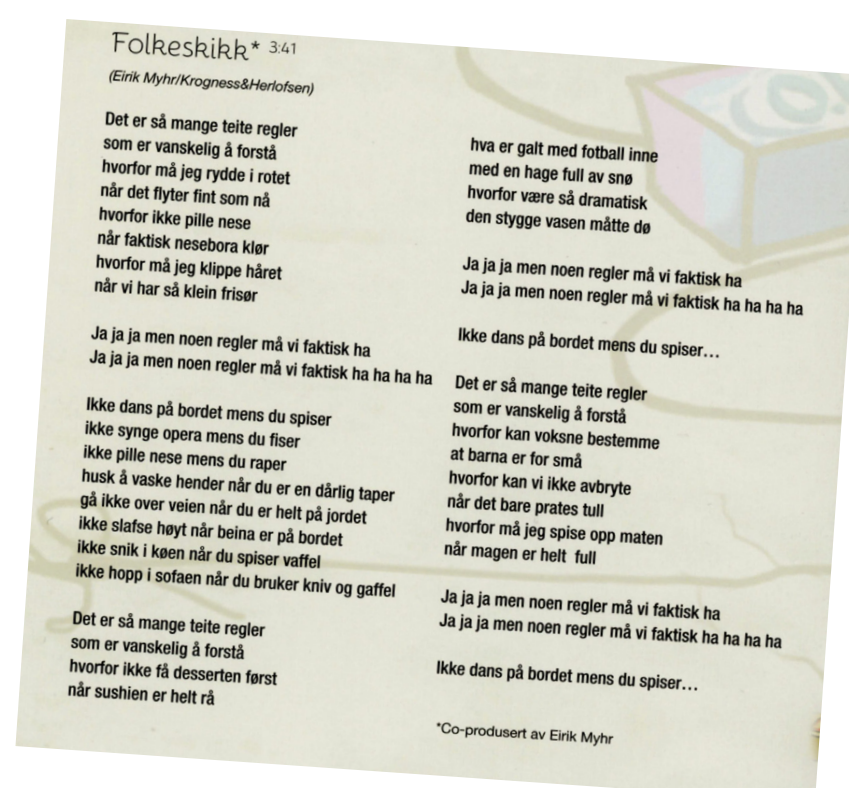 Folkeskikk* 3:41
(Eirik Myhr/Krogness&Herlofsen)
Det er så mange teite regler
som er vanskelig å forstå
hvorfor må jeg rydde i rotet
når det flyter fint som nå
hvorfor ikke pille nese
når faktisk nesebora klør
hvorfor må jeg klippe håret
når vi har så klein frisør
Ja ja ja men noen regler må vi faktisk ha
Ja ja ja men noen regler må vi faktisk ha ha ha ha
Ikke dans på bordet mens du spiser
ikke synge opera mens du fiser
ikke pille nese mens du raper
husk å vaske hender når du er en dårlig taper
gå ikke over veien når du er helt på jordet
ikke slafse høyt når beina er på bordet
ikke snik i køen når du spiser vaffel
ikke hopp i sofaen når du bruker kniv og gaffel
Det er så mange teite regler
som er vanskelig å forstå
hvorfor ikke få desserten først
når sushien er helt rå
hva er galt med fotball inne
med en hage full av snø
hvorfor være så dramatisk
den stygge vasen måtte dø
Ja ja ja men noen regler må vi faktisk ha
Ja ja ja men noen regler må vi faktisk ha ha ha ha
Ikke dans på bordet mens du spiser…
Det er så mange teite regler
som er vanskelig å forstå
hvorfor kan voksne bestemme
at barna er for små
hvorfor kan vi ikke avbryte
når det bare prates tull
hvorfor må jeg spise opp maten
når magen er helt full
Ja ja ja men noen regler må vi faktisk ha
Ja ja ja men noen regler må vi faktisk ha ha ha ha
Ikke dans på bordet mens du spiser…
*Co-produsert av Eirik Myhr